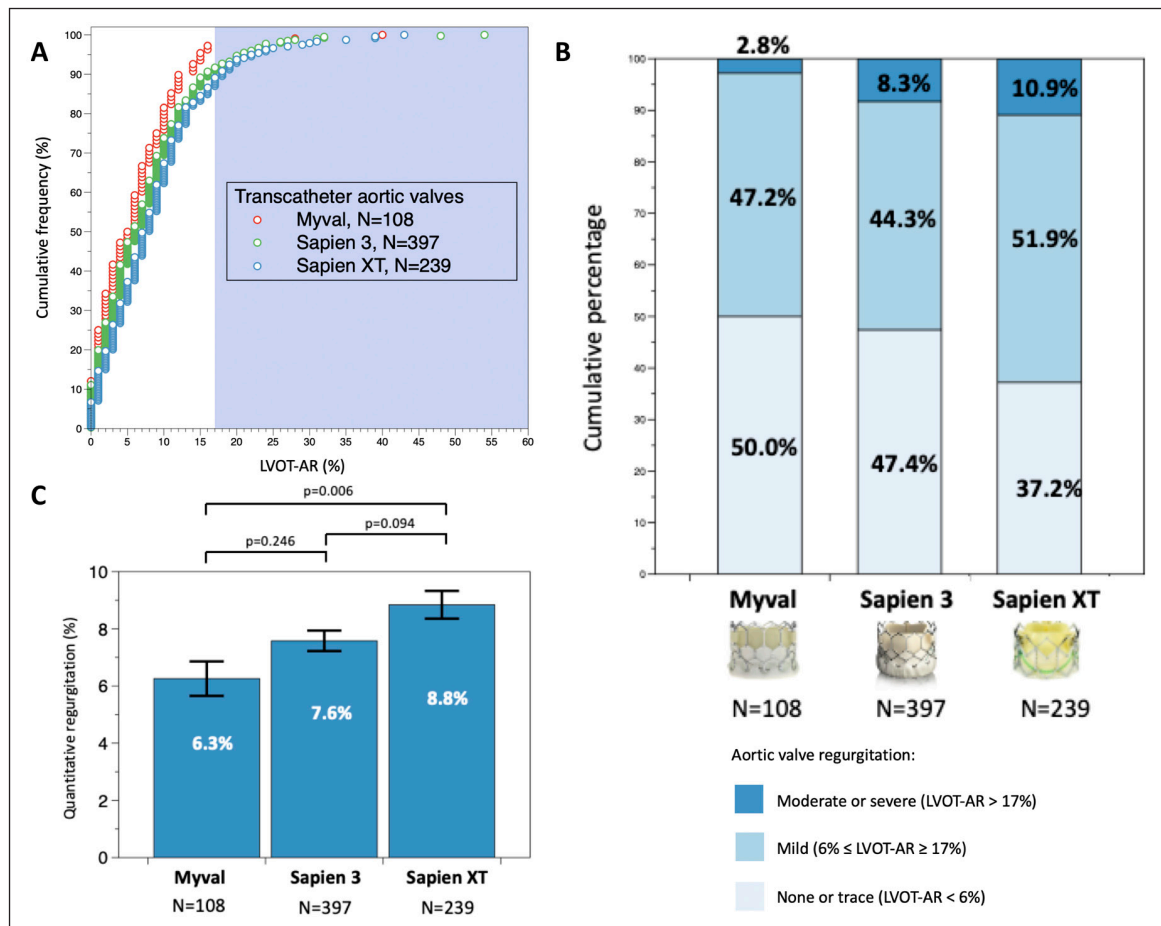 A
Cumulative frequency (%)
100
90
80
70
60
50
40
30
20
10
0
0 5 10 15 20 25 30 35 40 45 50 55 60
LVOT-AR (%)
Transcatheter aortic valves
Myval, N=108
Sapien 3, N=397
Sapien XT, N=239
B
Cumulative percentage
100
90
80
70
60
50
40
30
20
10
0
2.8%
8.3%
10.9%
47.2%
44.3%
51.9%
50.0%
47.4%
37.2%
Myval Sapien 3 Sapien XT
N=108 N=397 N=239
Aortic valve regurgitation:
Moderate or severe (LVOT-AR > 17%)
Mild (6% ≤ LVOT-AR ≥ 17%)
None or trace (LVOT-AR < 6%)
C
p=0.006
p=0.094
p=0.246
Quantitative regurgitation (%)
10
8
6
4
2
0
6.3%
7.6%
8.8%
Myval Sapien 3 Sapien XT
N=108 N=397 N=239